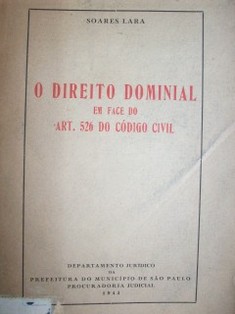 SOARES LARA
O DIREITO DOMINIAL
EM FACE DO
ART. 526 DO CÓDIGO CIVIL
DEPARTAMENTO JURIDICO
DA
PREFEITURA DO MUNICÍPIO DE SÃO PAULO
PROCURADORIA JUDICIAL